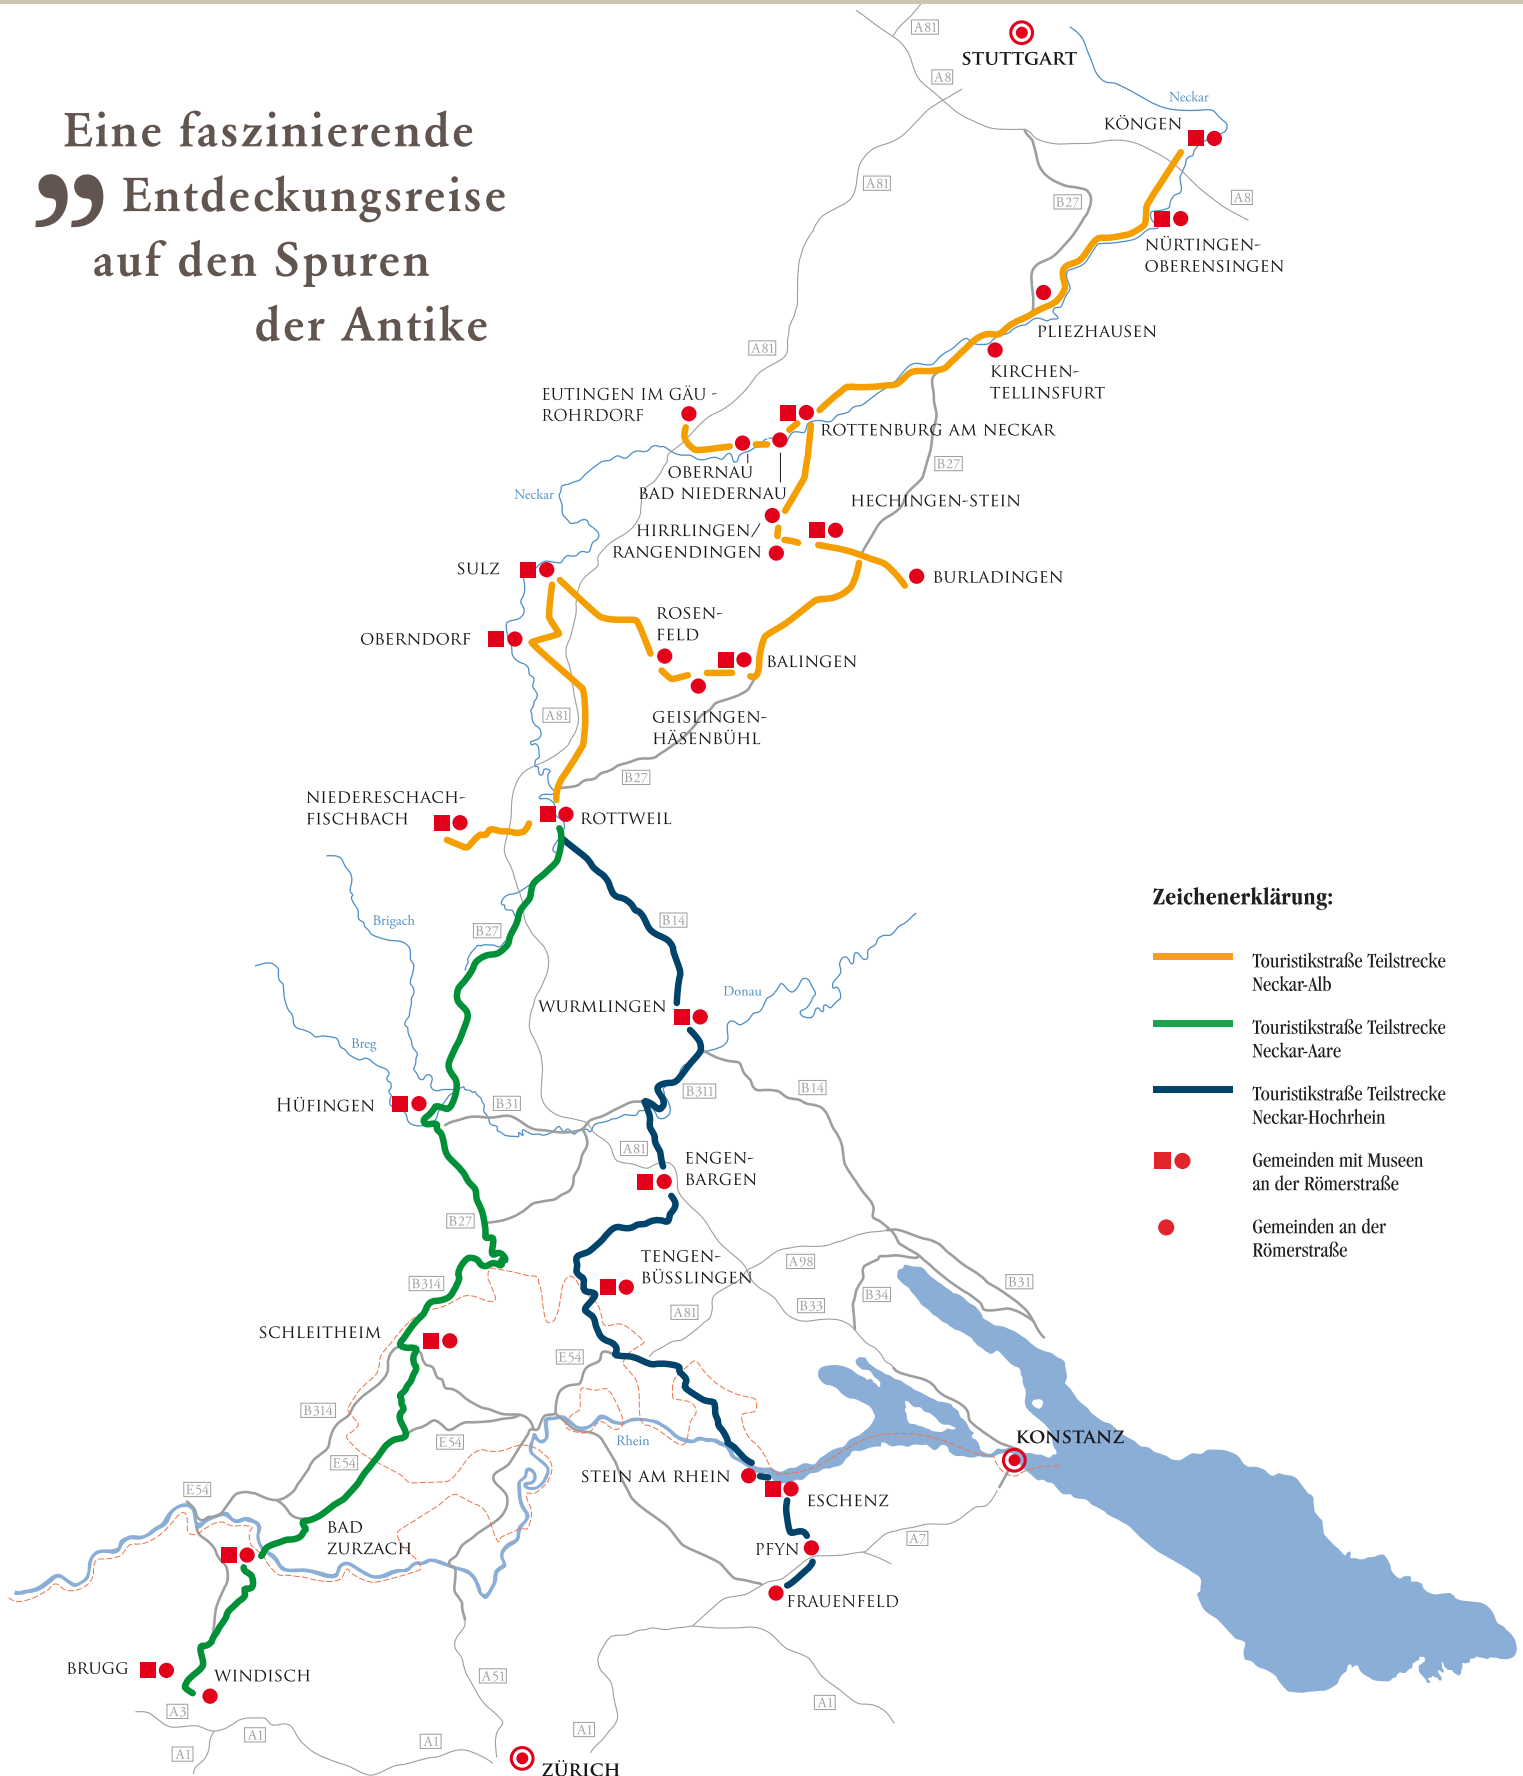 A81
STUTTGART
A8
Neckar
KÖNGEN
Eine faszinierende
„Entdeckungsreise
auf den Spuren
der Antike
A81
B27
A8
NÜRTINGEN-
OBERENSINGEN
PLIEZHAUSEN
A81
KIRCHEN-
TELLINSFURT
EUTINGEN IM GÄU -
ROHRDORF
ROTTENBURG AM NECKAR
B27
OBERNAU
BAD NIEDERNAU
Neckar
HECHINGEN-STEIN
HIRRLINGEN/
RANGENDINGEN
SULZ
BURLADINGEN
ROSEN-
FELD
OBERNDORF
BALINGEN
A81
GEISLINGEN-
HÄSENBÜHL
B27
NIEDERESCHACH-
FISCHBACH
ROTTWEIL
Zeichenerklärung:
Touristikstraße Teilstrecke
Neckar-Alb
Touristikstraße Teilstrecke
Neckar-Aare
Touristikstraße Teilstrecke
Neckar-Hochrhein
Gemeinden mit Museen
an der Römerstraße
Gemeinden an der
Römerstraße
Brigach
B27
B14
WURMLINGEN
Donau
Breg
B311
B14
HÜFINGEN
B31
A81
ENGEN-
BARGEN
B27
TENGEN-
BÜSSLINGEN
A98
B314
B34
B31
B33
A81
SCHLEITHEIM
E54
B314
E54
Rhein
KONSTANZ
E54
STEIN AM RHEIN
E54
ESCHENZ
BAD
ZURZACH
PFYN
A7
FRAUENFELD
BRUGG
WINDISCH
A51
A3
A1
A1
A1
A1
A1
ZÜRICH